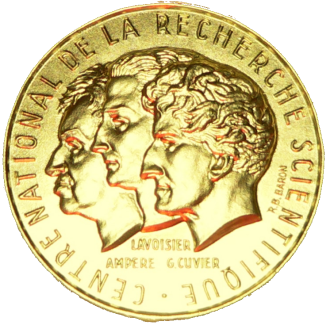 CENTRE NATIONAL DE LA RECHERCHE SCIENTIFIQUE ·
R.B. BARON
LAVOISIER
AMPERE G.CUVIER